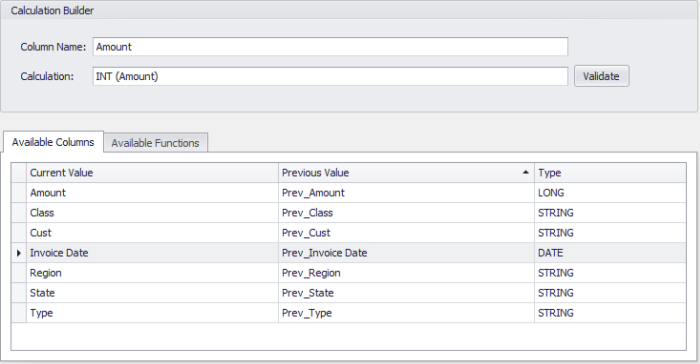 Calculation Builder
Column Name: Amount
Calculation: INT (Amount) Validate
Available Columns Available Functions
Current Value Previous Value Type
Amount Prev_Amount LONG
Class Prev_Class STRING
Cust Prev_Cust STRING
Invoice Date Prev_Invoice Date DATE
Region Prev_Region STRING
State Prev_State STRING
Type Prev_Type STRING